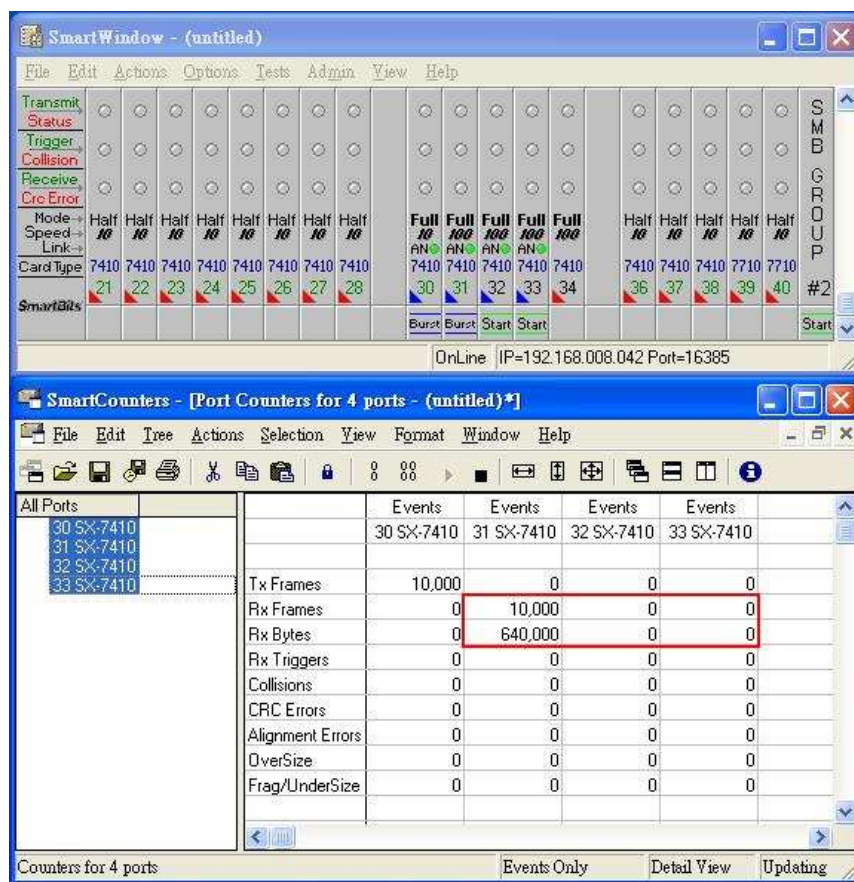 SmartWindow - (untitled)
File Edit Actions Options Tests Admin View Help
Transmit
Status
Trigger
Collision
Receive
Crc Error
Mode Half Half Half Half Half Half Half Half Full Full Full Full Full Half Half Half Half Half
Speed 10 10 10 10 10 10 10 10 10 100 100 100 100 10 10 10 10 10
Link AN AN AN AN
Card Type 7410 7410 7410 7410 7410 7410 7410 7410 7410 7410 7410 7410 7410 7410 7410 7410 7710 7710
21 22 23 24 25 26 27 28 30 31 32 33 34 36 37 38 39 40 #2
SmartBits
Burst Burst Start Start Start
SMB GROUP
OnLine IP=192.168.008.042 Port=16385
SmartCounters - [Port Counters for 4 ports - (untitled)*]
File Edit Tree Actions Selection View Format Window Help
All Ports
30 SX-7410
31 SX-7410
32 SX-7410
33 SX-7410
Events Events Events Events
30 SX-7410 31 SX-7410 32 SX-7410 33 SX-7410
Tx Frames 10,000 0 0 0
Rx Frames 0 10,000 0 0
Rx Bytes 0 640,000 0 0
Rx Triggers 0 0 0 0
Collisions 0 0 0 0
CRC Errors 0 0 0 0
Alignment Errors 0 0 0 0
OverSize 0 0 0 0
Frag/UnderSize 0 0 0 0
Counters for 4 ports Events Only Detail View Updating